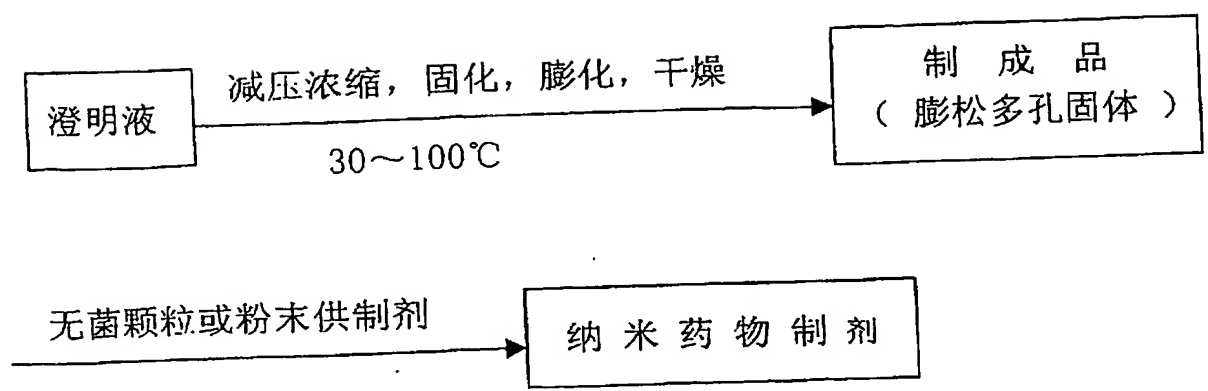 澄明液
减压浓缩，固化，膨化，干燥
30～100℃
制成品
（膨松多孔固体）
无菌颗粒或粉末供制剂
纳米药物制剂